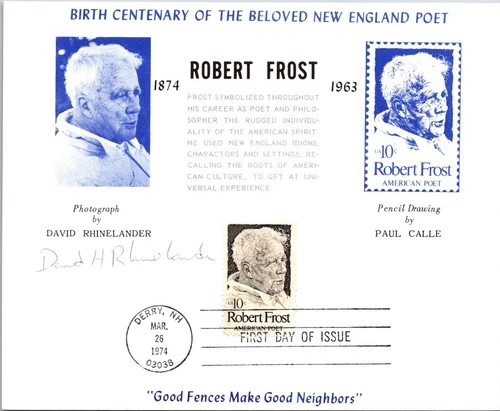 BIRTH CENTENARY OF THE BELOVED NEW ENGLAND POET
1874
ROBERT FROST
1963
FROST SYMBOLIZED THROUGHOUT
HIS CAREER AS POET AND PHILO-
SOPHER THE RUGGED INDIVIDU-
ALITY OF THE AMERICAN SPIRIT.
HE USED NEW ENGLAND IDIOMS,
CHARACTORS AND SETTINGS, RE-
CALLING THE ROOTS OF AMERI-
CAN CULTURE, TO GET AT UNI-
VERSAL EXPERIENCE.
US 10c
Robert Frost
AMERICAN POET
Photograph
by
DAVID RHINELANDER
Pencil Drawing
by
PAUL CALLE
David H Rhinelander
US 10c
Robert Frost
AMERICAN POET
DERRY, NH
MAR.
26
1974
03038
FIRST DAY OF ISSUE
"Good Fences Make Good Neighbors"